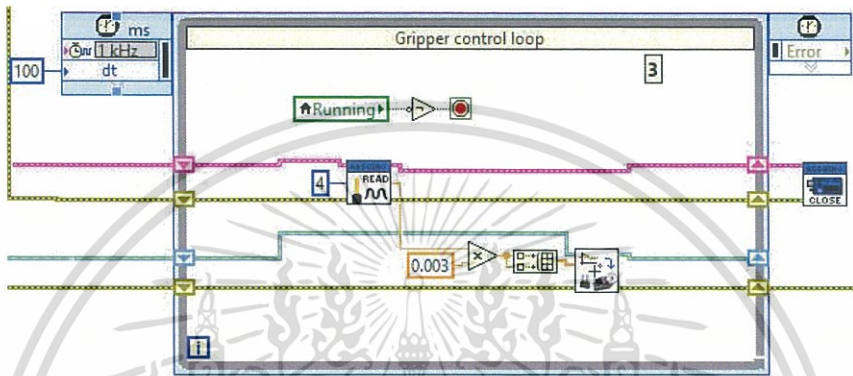 ms
Gripper control loop
1 kHz
Error
100
dt
3
Running
READ
4
CLOSE
0.003
i